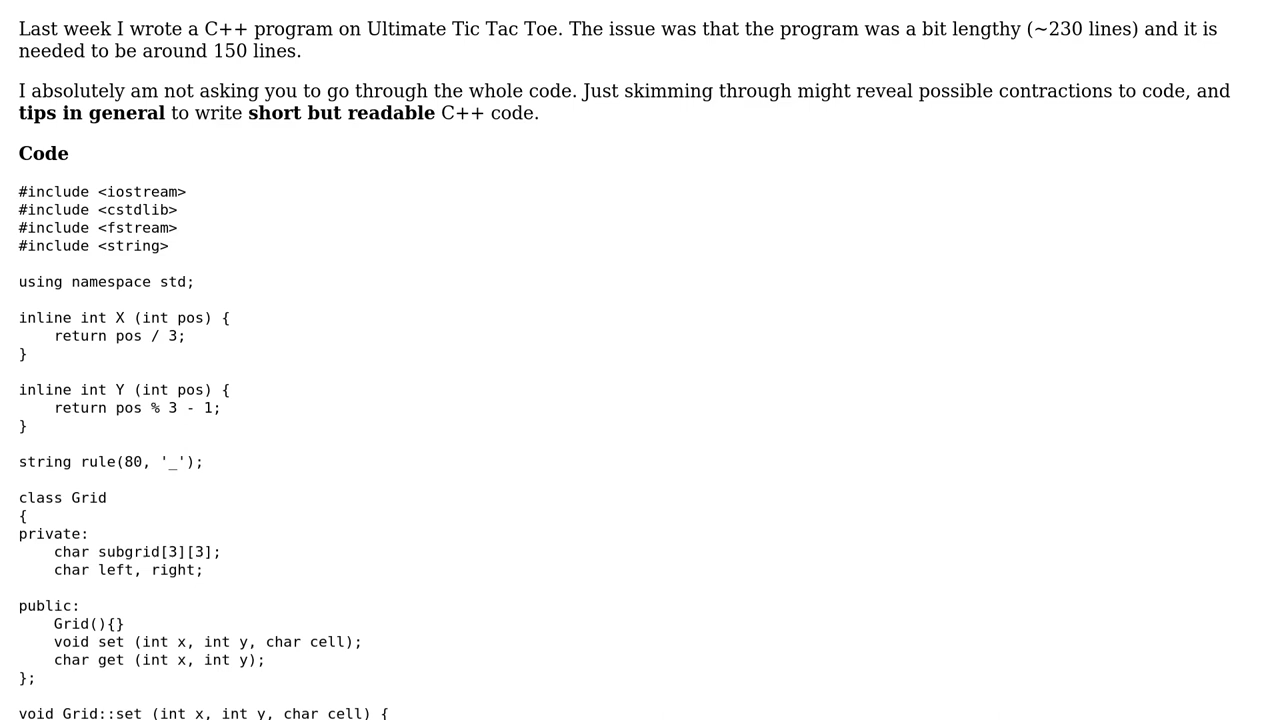 Last week I wrote a C++ program on Ultimate Tic Tac Toe. The issue was that the program was a bit lengthy (~230 lines) and it is
needed to be around 150 lines.
I absolutely am not asking you to go through the whole code. Just skimming through might reveal possible contractions to code, and
tips in general to write short but readable C++ code.
Code
#include <iostream>
#include <cstdlib>
#include <fstream>
#include <string>
using namespace std;
inline int X (int pos) {
    return pos / 3;
}
inline int Y (int pos) {
    return pos % 3 - 1;
}
string rule(80, '_');
class Grid
{
private:
    char subgrid[3][3];
    char left, right;
public:
    Grid(){}
    void set (int x, int y, char cell);
    char get (int x, int y);
};
void Grid::set (int x, int y, char cell) {